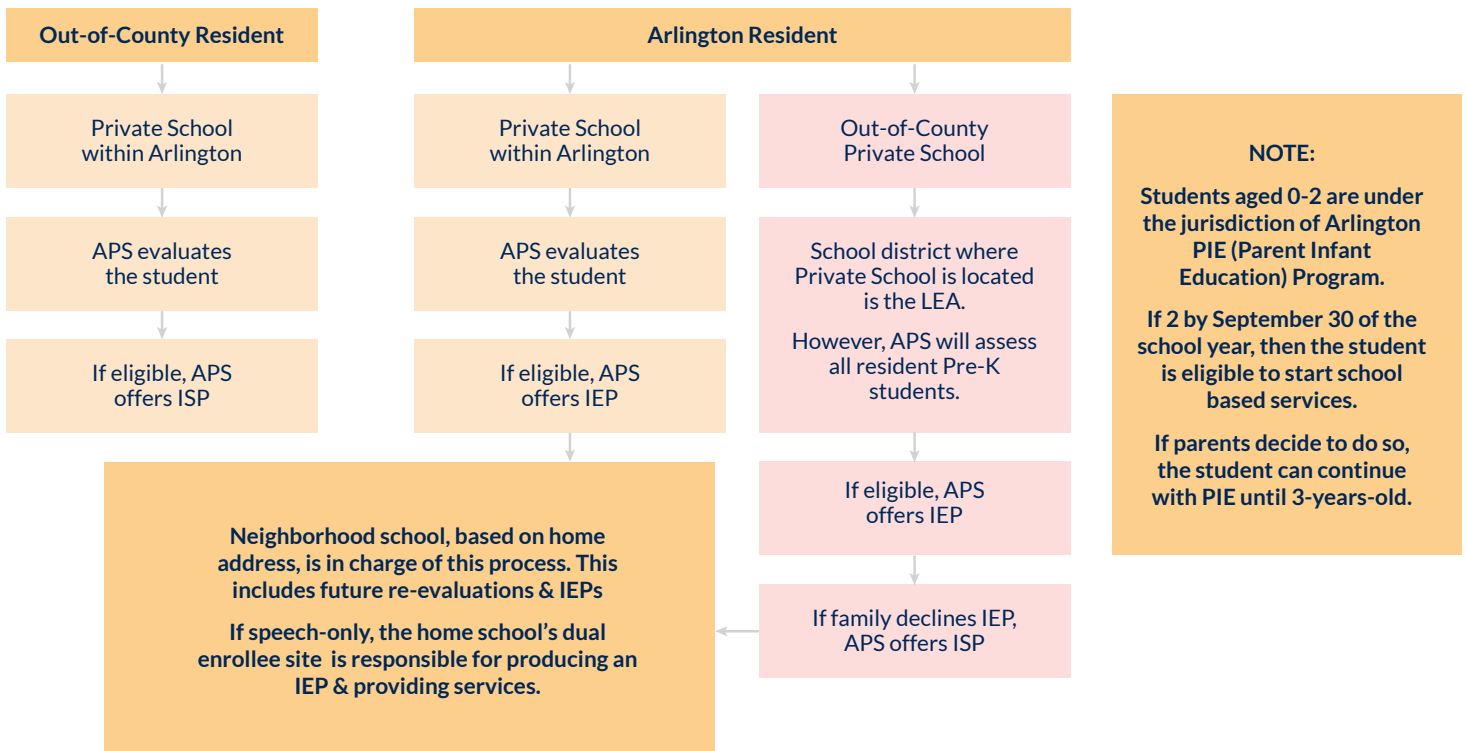 Out-of-County Resident
Private School
within Arlington
APS evaluates
the student
If eligible, APS
offers ISP
Arlington Resident
Private School
within Arlington
APS evaluates
the student
If eligible, APS
offers IEP
Out-of-County
Private School
School district where
Private School is located
is the LEA.
However, APS will assess
all resident Pre-K
students.
If eligible, APS
offers IEP
If family declines IEP,
APS offers ISP
Neighborhood school, based on home
address, is in charge of this process. This
includes future re-evaluations & IEPs
If speech-only, the home school’s dual
enrollee site is responsible for producing an
IEP & providing services.
NOTE:
Students aged 0-2 are under
the jurisdiction of Arlington
PIE (Parent Infant
Education) Program.
If 2 by September 30 of the
school year, then the student
is eligible to start school
based services.
If parents decide to do so,
the student can continue
with PIE until 3-years-old.